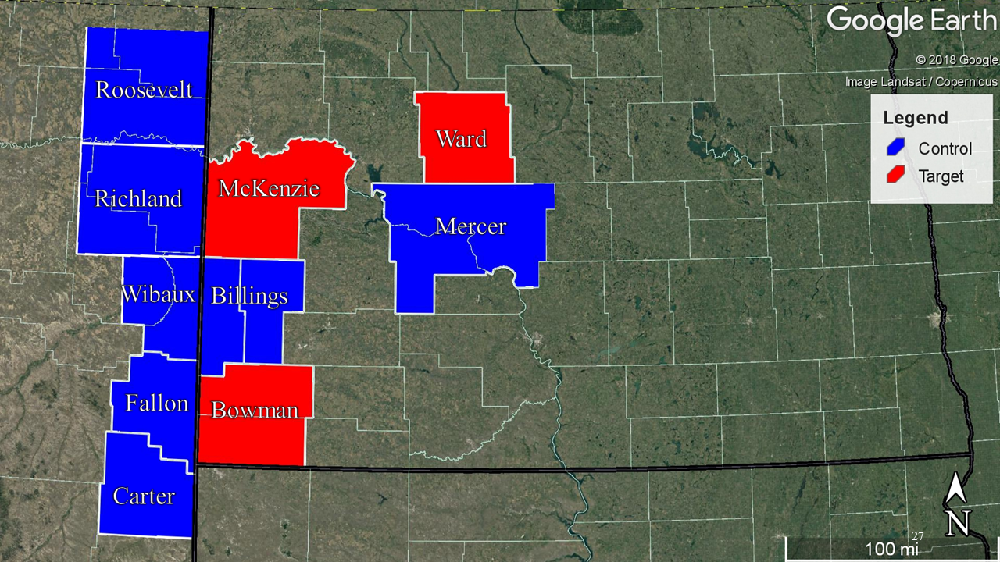 Google Earth
© 2018 Google
Image Landsat / Copernicus
Legend
Control
Target
Roosevelt
Ward
McKenzie
Richland
Mercer
Wibaux
Billings
Fallon
Bowman
Carter
N
27
100 mi